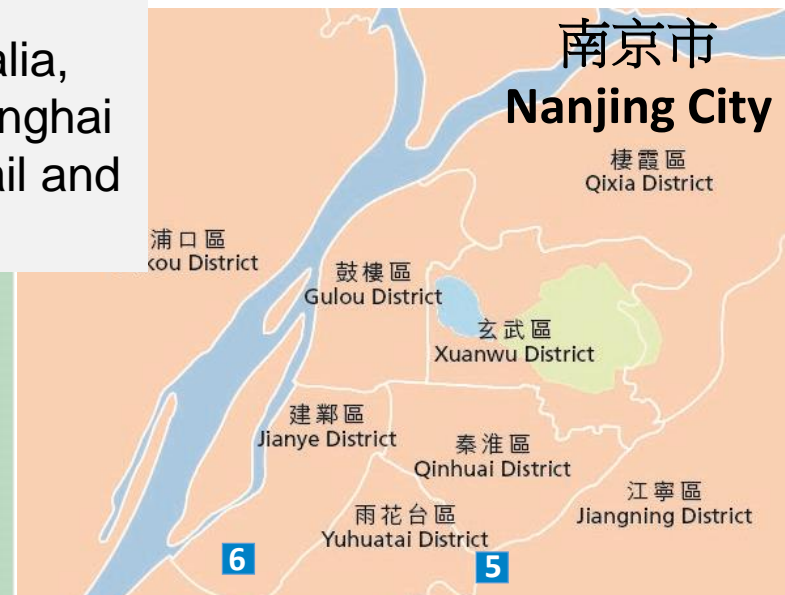 alia,
nghai
ail and
南京市
Nanjing City
棲霞區
Qixia District
浦口區
kou District
鼓樓區
Gulou District
玄武區
Xuanwu District
建鄴區
Jianye District
秦淮區
Qinhuai District
江寧區
Jiangning District
雨花台區
Yuhuatai District
6
5